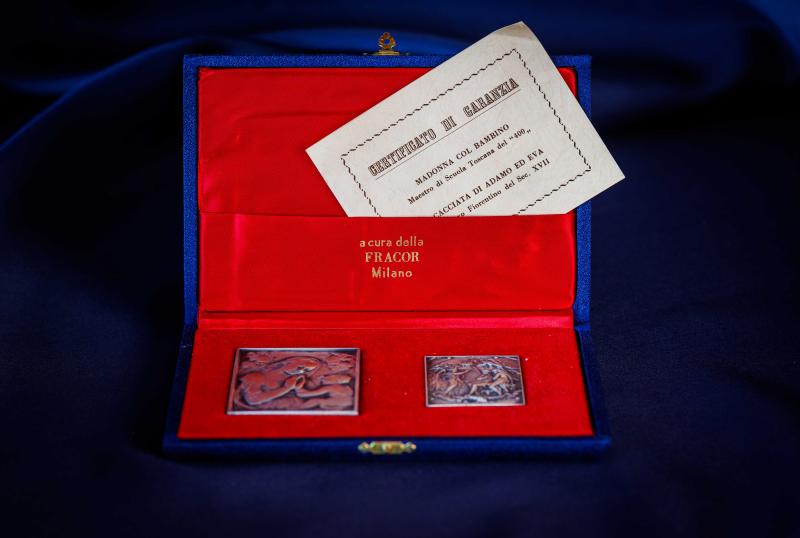 CERTIFICATO DI GARANZIA
MADONNA COL BAMBINO
Maestro di Scuola Toscana del "400„
CACCIATA DI ADAMO ED EVA
Fiorentino del Sec. XVII
a cura della
FRACOR
Milano